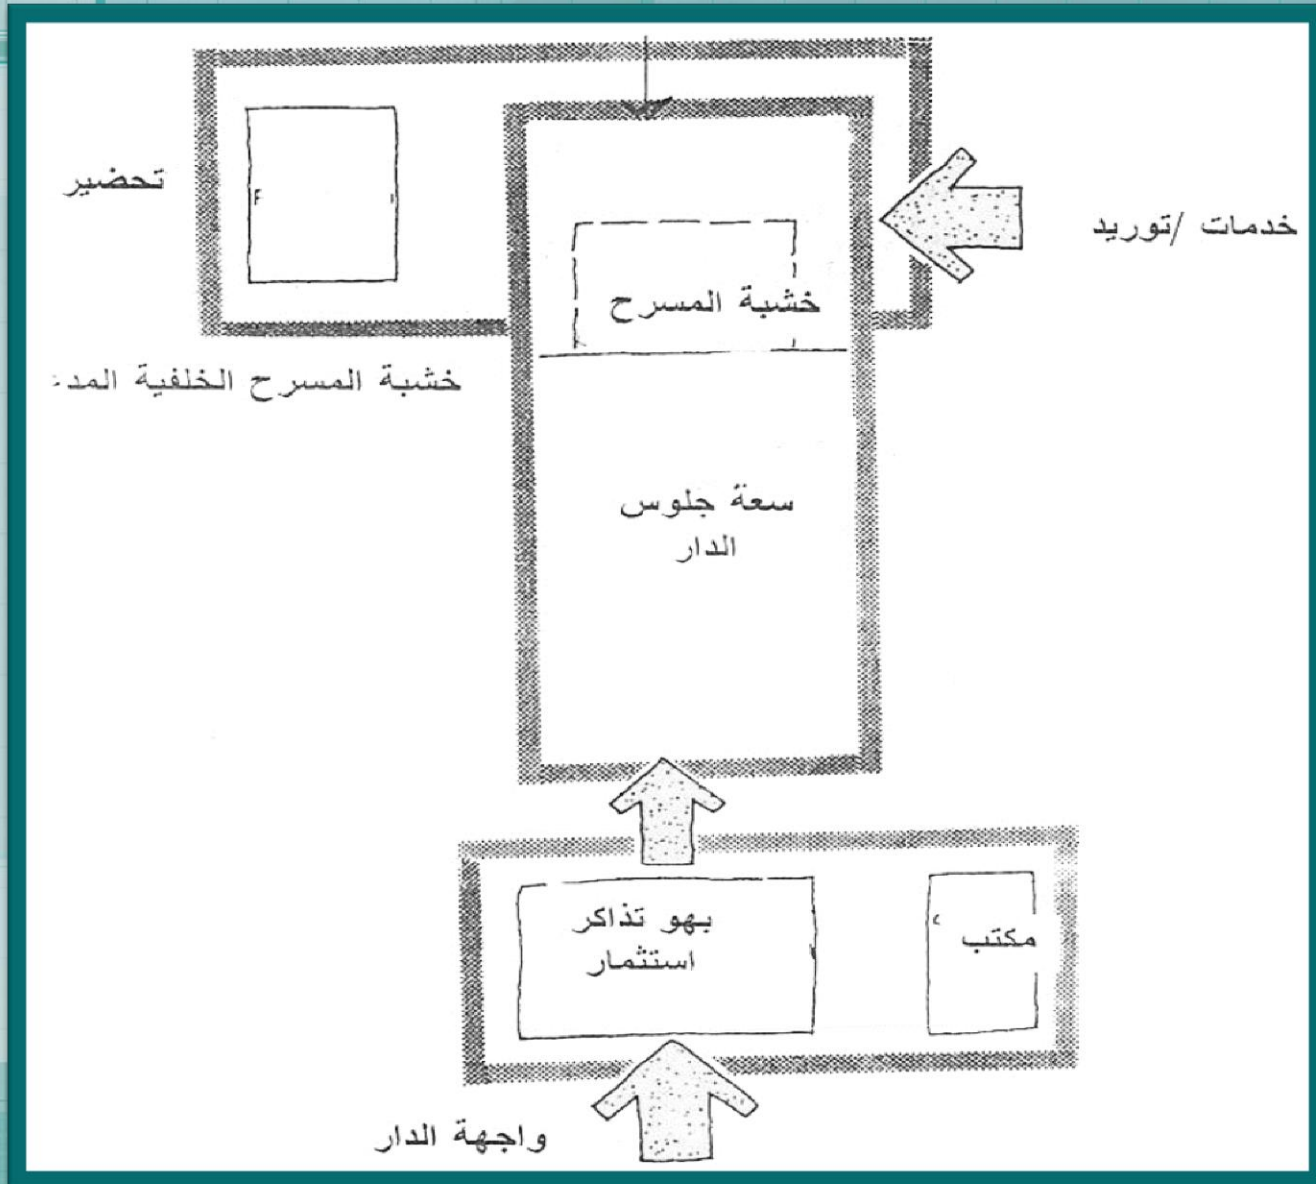 تحضير
خدمات /توريد
خشبة المسرح
خشبة المسرح الخلفية
سعة جلوس
الدار
بهو تذاكر
استثمار
مكتب
واجهة الدار